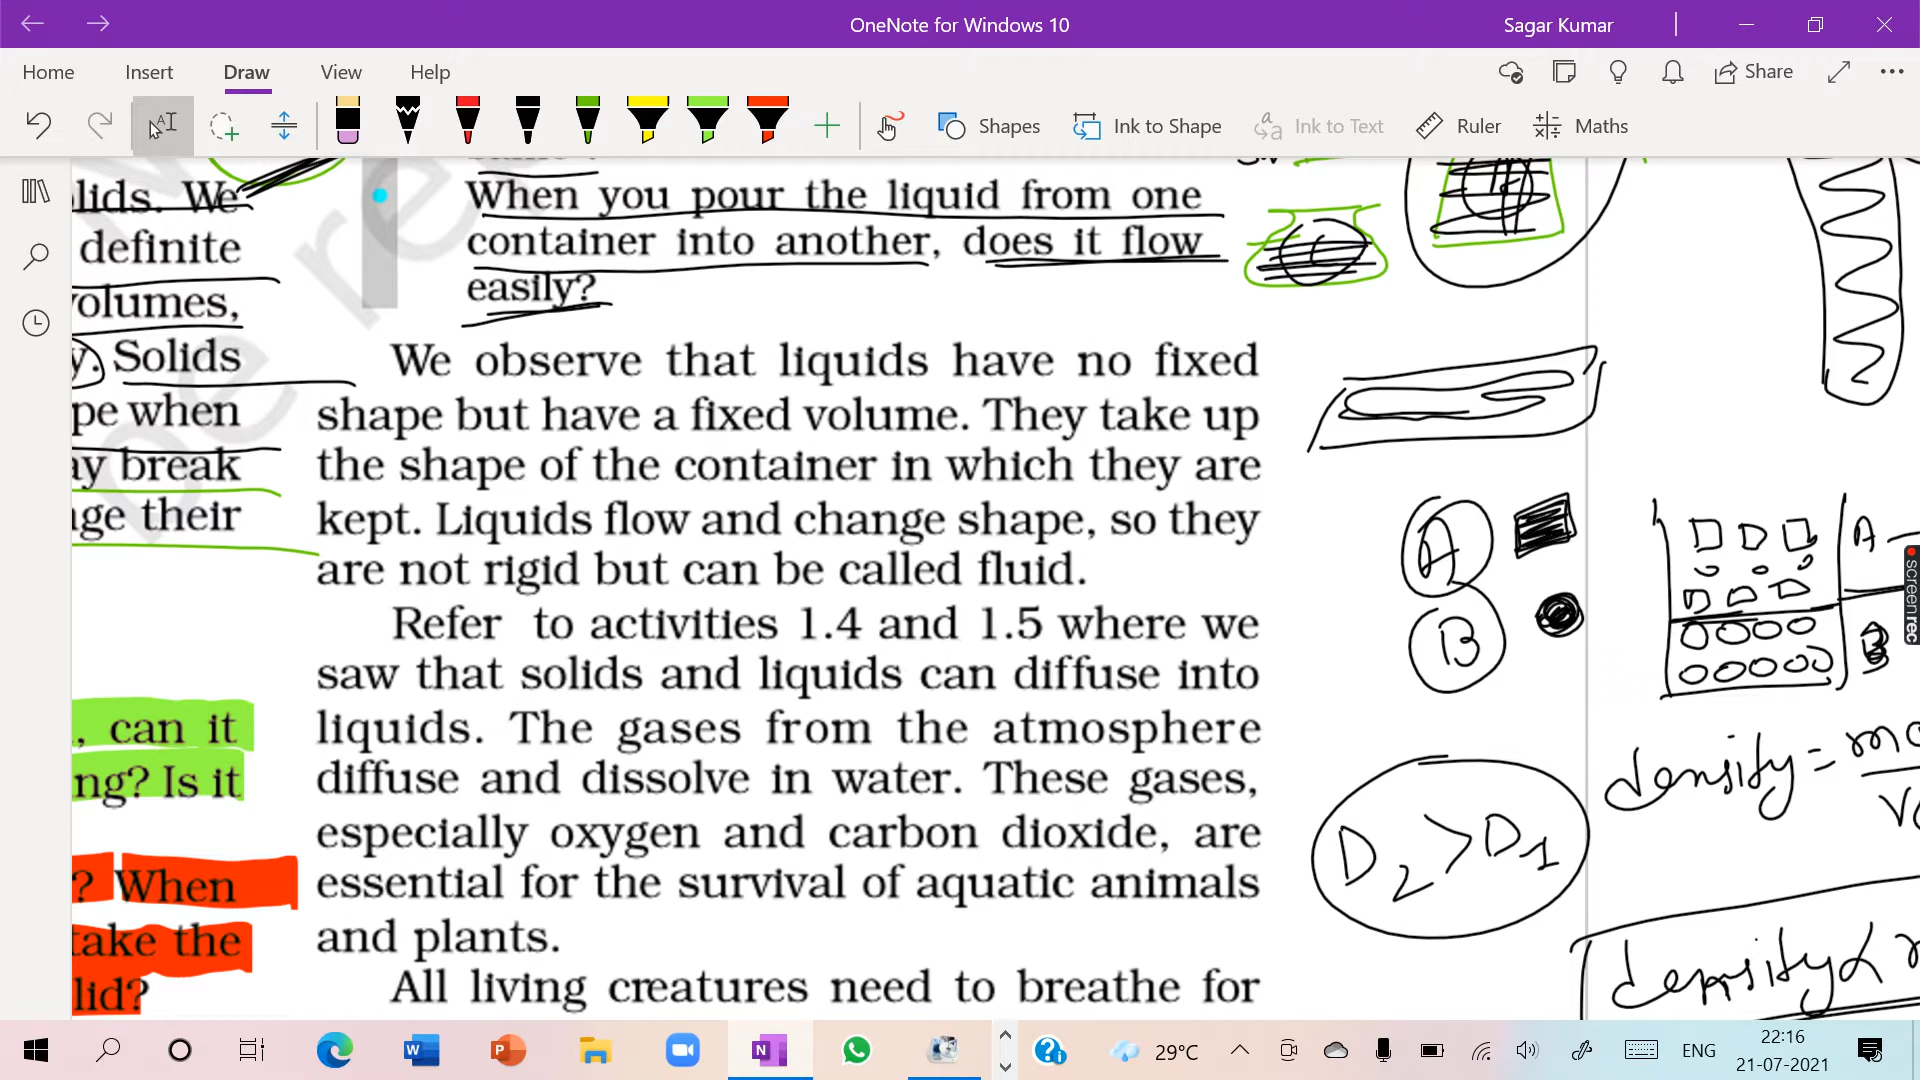 OneNote for Windows 10
Sagar Kumar
Home Insert Draw View Help
Share
Shapes Ink to Shape Ink to Text Ruler Maths
lids. We
definite
volumes,
y. Solids
pe when
ay break
nge their
, can it
ng? Is it
? When
take the
lid?
When you pour the liquid from one
container into another, does it flow
easily?
We observe that liquids have no fixed
shape but have a fixed volume. They take up
the shape of the container in which they are
kept. Liquids flow and change shape, so they
are not rigid but can be called fluid.
Refer to activities 1.4 and 1.5 where we
saw that solids and liquids can diffuse into
liquids. The gases from the atmosphere
diffuse and dissolve in water. These gases,
especially oxygen and carbon dioxide, are
essential for the survival of aquatic animals
and plants.
All living creatures need to breathe for
A
B
D2 > D1
A
B
density =
density ∝
screenrec
29°C
ENG
22:16
21-07-2021